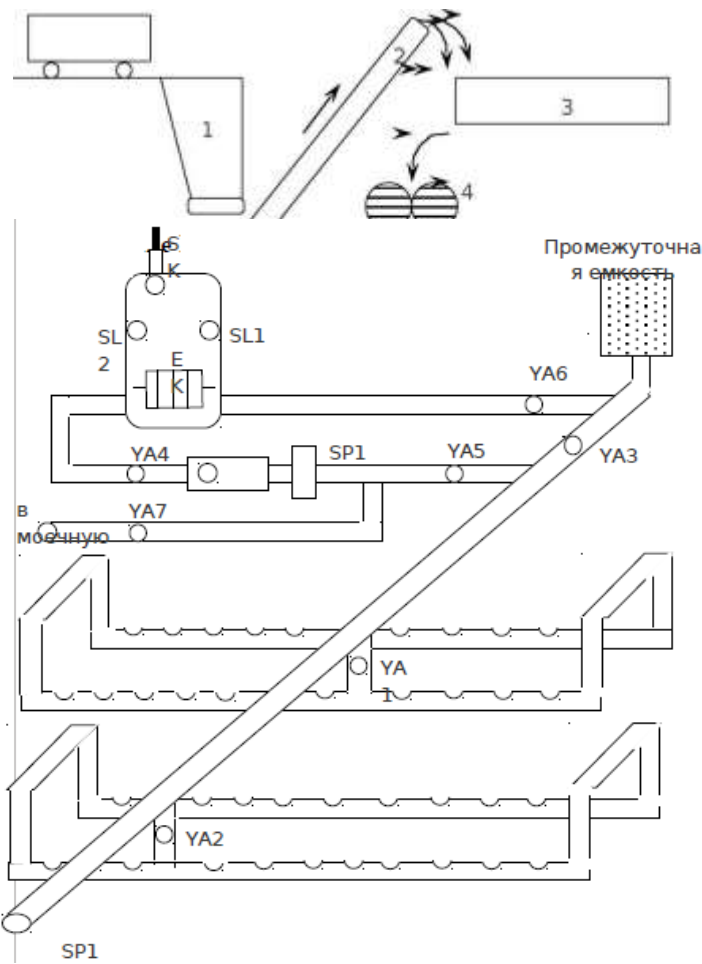 2
1
3
4
S
K
Промежуточна
я емкость
SL
2
SL1
E
K
YA6
YA4
SP1
YA5
YA3
в
моечную
YA7
YA
1
YA2
SP1